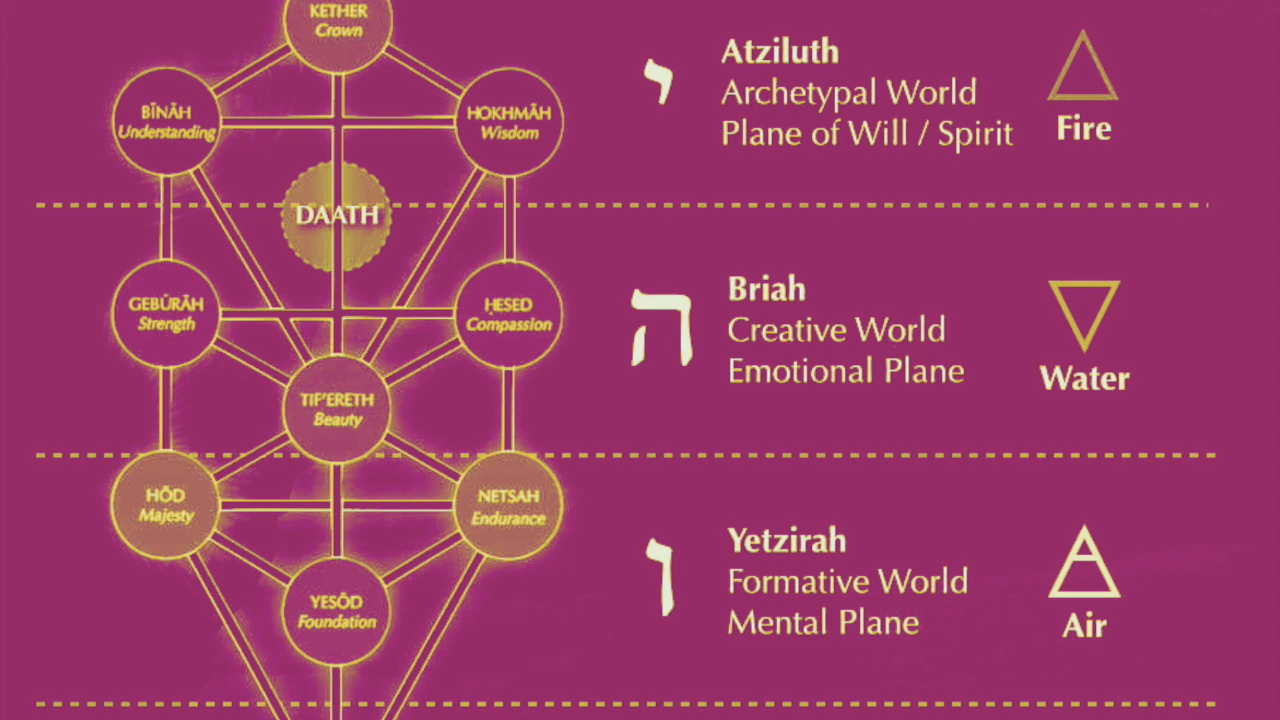 KETHER
Crown
BĪNĀH
Understanding
HOKHMĀH
Wisdom
DAATH
GEBŪRĀH
Strength
ḤESED
Compassion
TIF'ERETH
Beauty
HŌD
Majesty
NETSAH
Endurance
YESŌD
Foundation
י
Atziluth
Archetypal World
Plane of Will / Spirit
Fire
ה
Briah
Creative World
Emotional Plane
Water
ו
Yetzirah
Formative World
Mental Plane
Air